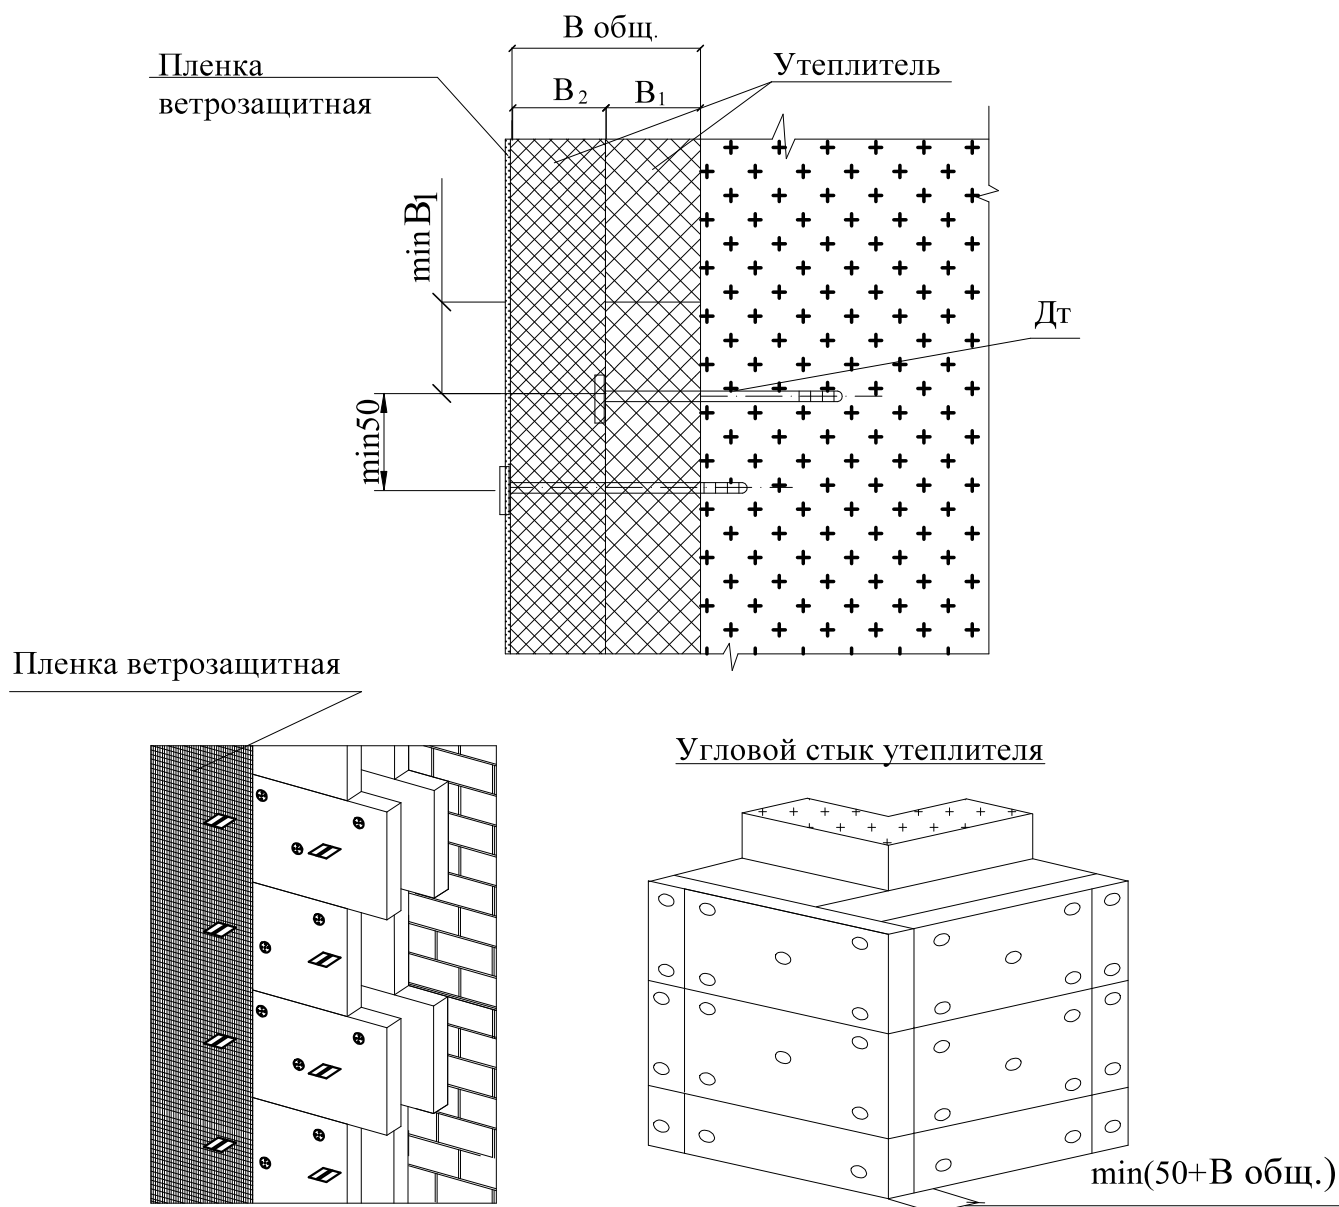 В общ.
Пленка
ветрозащитная
Утеплитель
В2
В1
min В1
Дт
min50
Пленка ветрозащитная
Угловой стык утеплителя
min(50+В общ.)